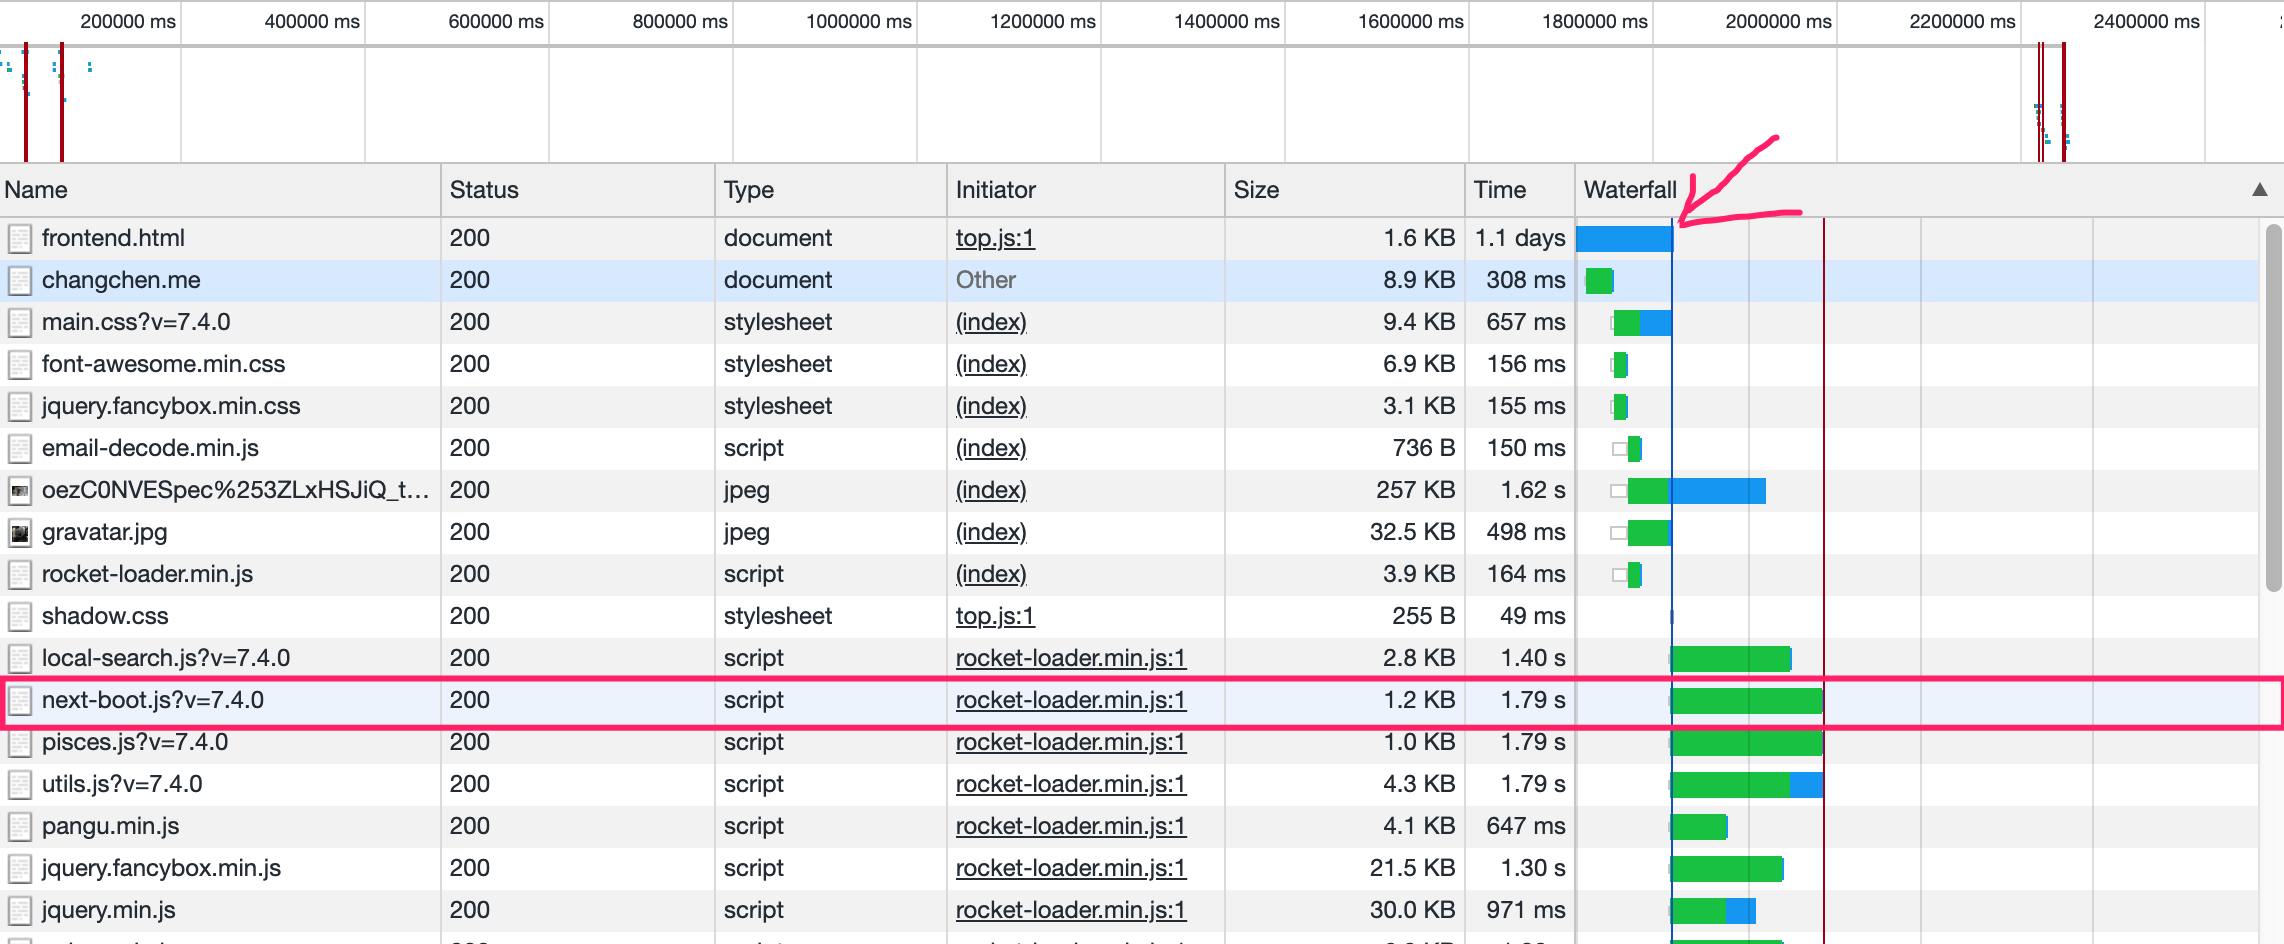 200000 ms 400000 ms 600000 ms 800000 ms 1000000 ms 1200000 ms 1400000 ms 1600000 ms 1800000 ms 2000000 ms 2200000 ms 2400000 ms
Name Status Type Initiator Size Time Waterfall ▲
frontend.html 200 document top.js:1 1.6 KB 1.1 days
changchen.me 200 document Other 8.9 KB 308 ms
main.css?v=7.4.0 200 stylesheet (index) 9.4 KB 657 ms
font-awesome.min.css 200 stylesheet (index) 6.9 KB 156 ms
jquery.fancybox.min.css 200 stylesheet (index) 3.1 KB 155 ms
email-decode.min.js 200 script (index) 736 B 150 ms
oezC0NVESpec%253ZLxHSJiQ_t… 200 jpeg (index) 257 KB 1.62 s
gravatar.jpg 200 jpeg (index) 32.5 KB 498 ms
rocket-loader.min.js 200 script (index) 3.9 KB 164 ms
shadow.css 200 stylesheet top.js:1 255 B 49 ms
local-search.js?v=7.4.0 200 script rocket-loader.min.js:1 2.8 KB 1.40 s
next-boot.js?v=7.4.0 200 script rocket-loader.min.js:1 1.2 KB 1.79 s
pisces.js?v=7.4.0 200 script rocket-loader.min.js:1 1.0 KB 1.79 s
utils.js?v=7.4.0 200 script rocket-loader.min.js:1 4.3 KB 1.79 s
pangu.min.js 200 script rocket-loader.min.js:1 4.1 KB 647 ms
jquery.fancybox.min.js 200 script rocket-loader.min.js:1 21.5 KB 1.30 s
jquery.min.js 200 script rocket-loader.min.js:1 30.0 KB 971 ms